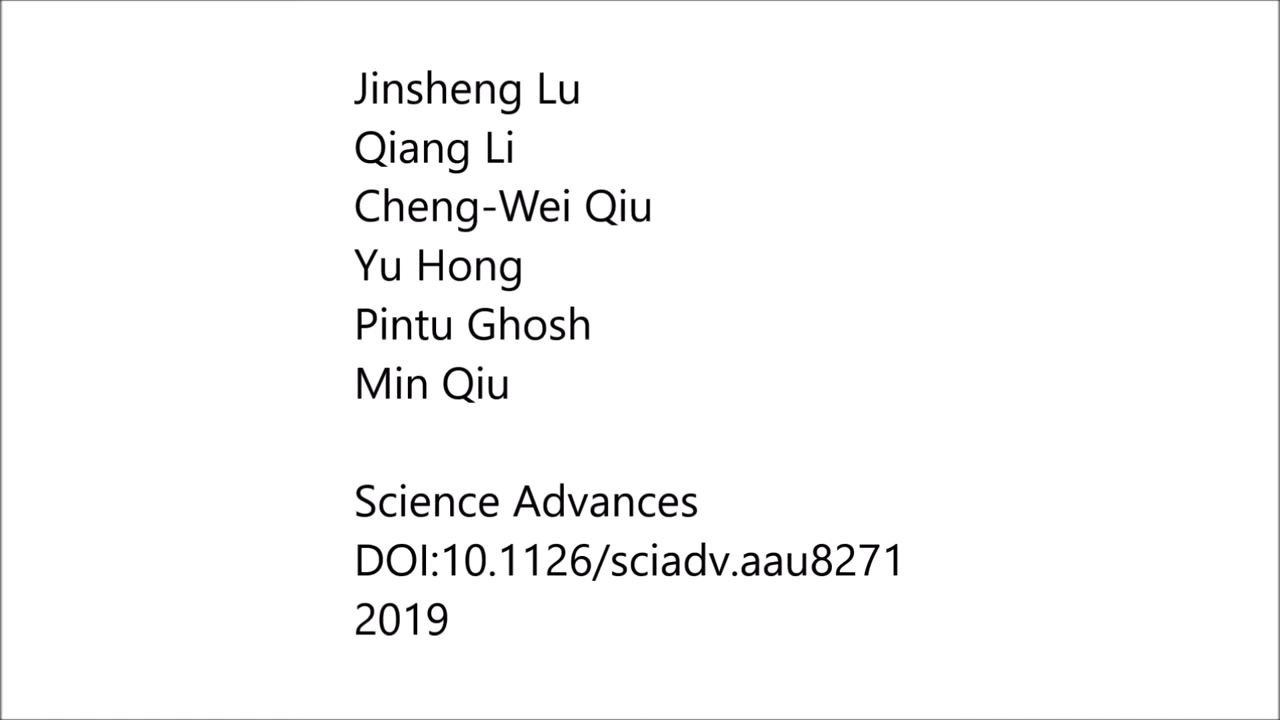 Jinsheng Lu
Qiang Li
Cheng-Wei Qiu
Yu Hong
Pintu Ghosh
Min Qiu
Science Advances
DOI:10.1126/sciadv.aau8271
2019